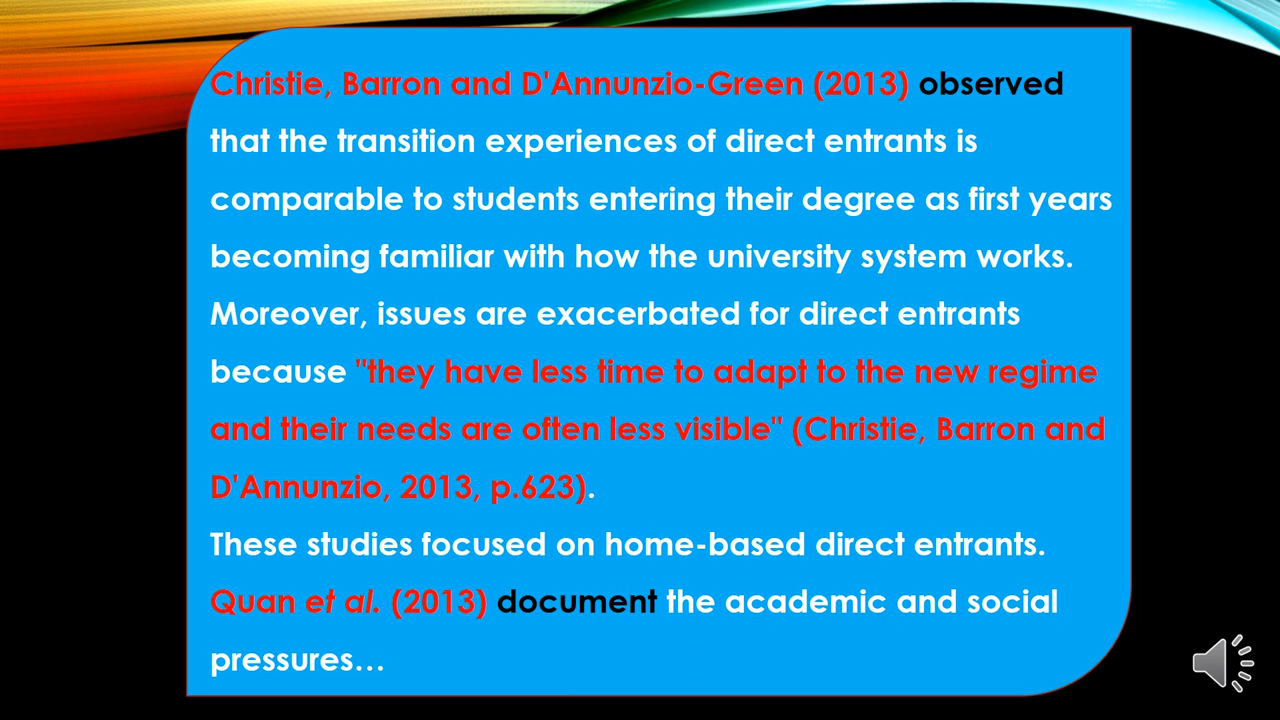 Christie, Barron and D'Annunzio-Green (2013) observed
that the transition experiences of direct entrants is
comparable to students entering their degree as first years
becoming familiar with how the university system works.
Moreover, issues are exacerbated for direct entrants
because "they have less time to adapt to the new regime
and their needs are often less visible" (Christie, Barron and
D'Annunzio, 2013, p.623).
These studies focused on home-based direct entrants.
Quan et al. (2013) document the academic and social
pressures…